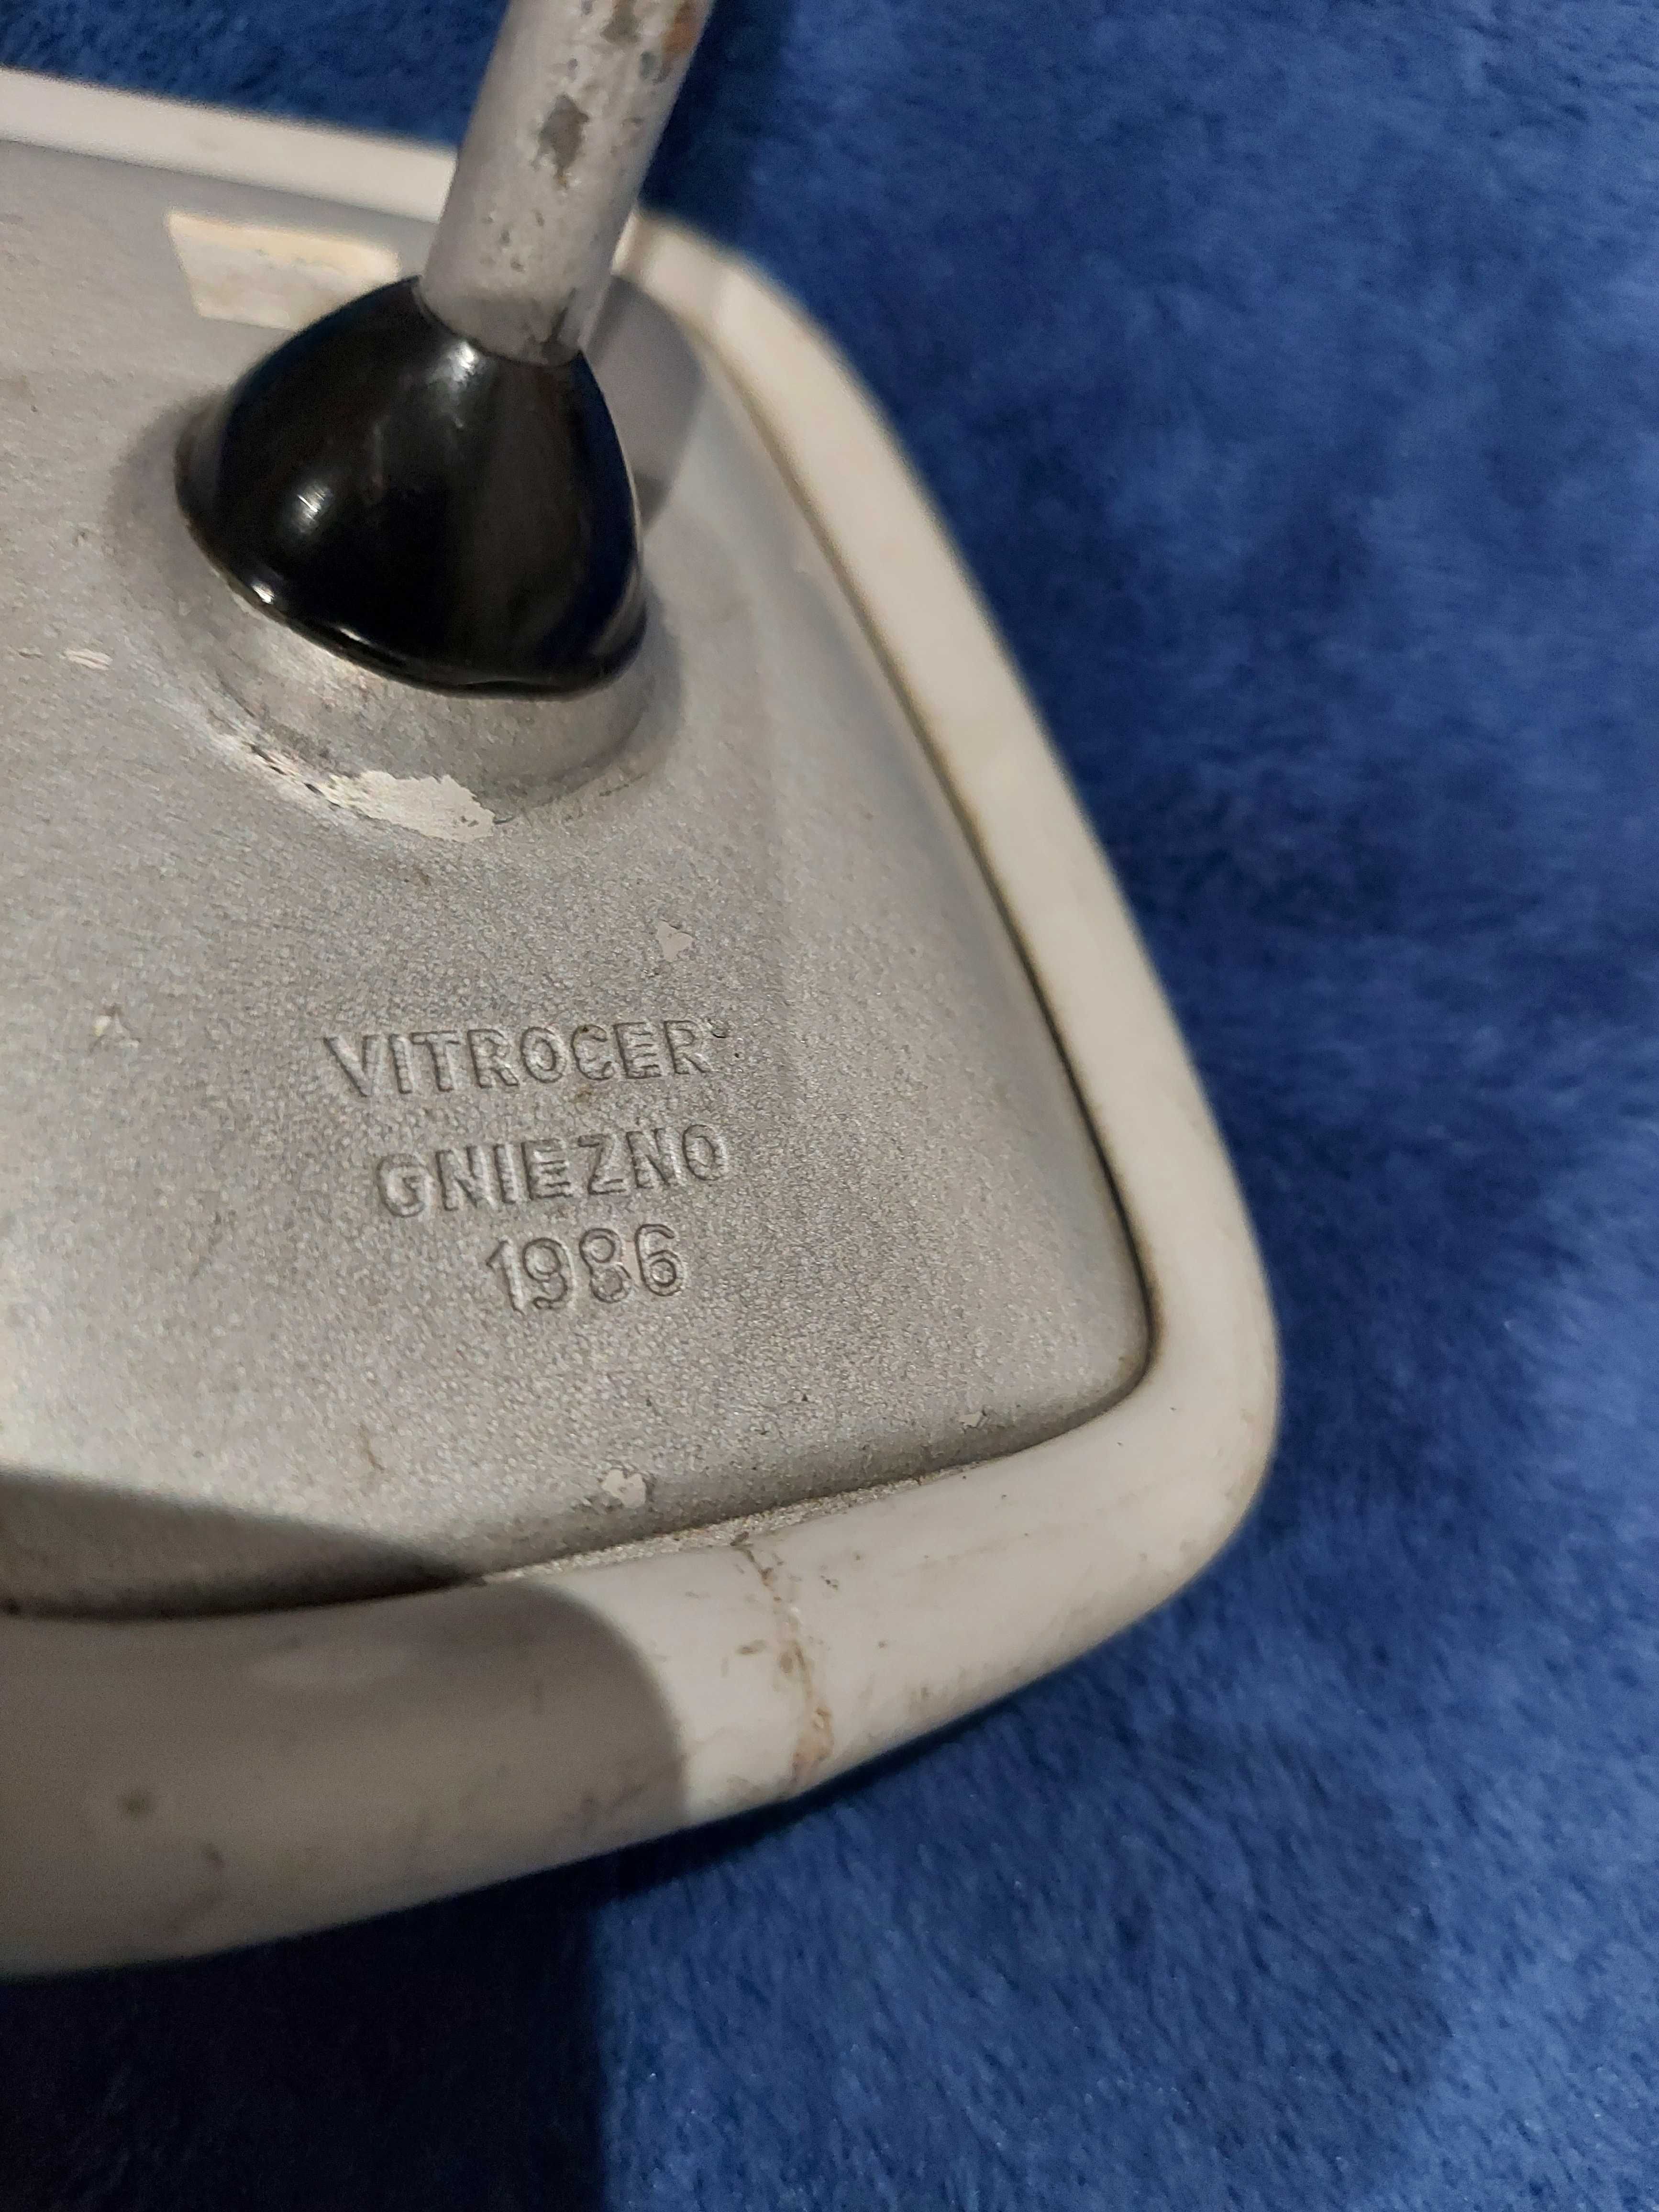 VITROCER
GNIEZNO
1986